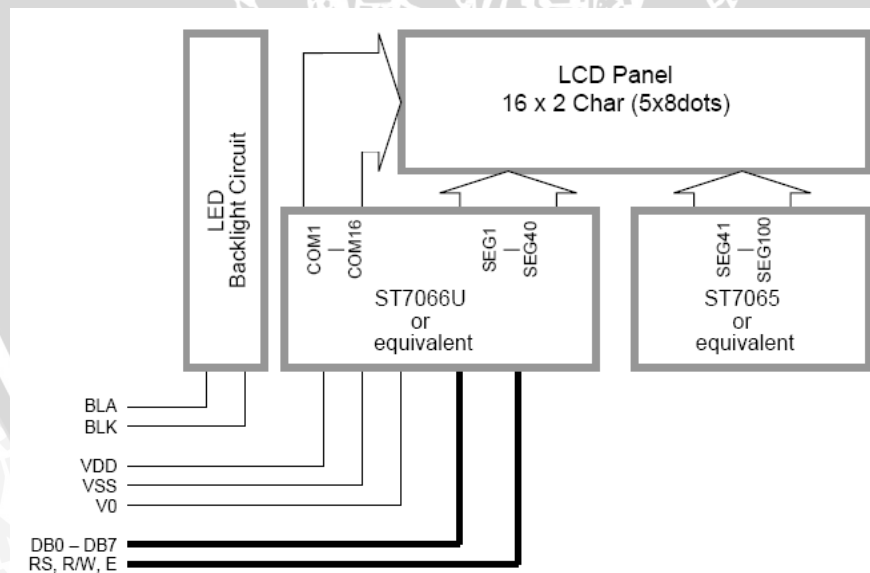 LCD Panel
16 x 2 Char (5x8dots)
LED
Backlight Circuit
COM1
—
COM16
SEG1
—
SEG40
ST7066U
or
equivalent
SEG41
—
SEG100
ST7065
or
equivalent
BLA
BLK
VDD
VSS
V0
DB0 – DB7
RS, R/W, E